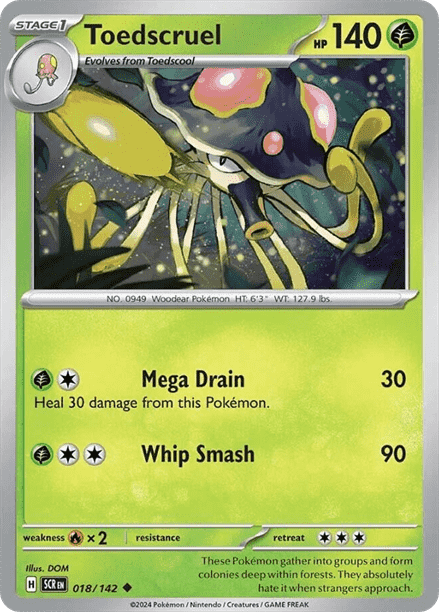 STAGE 1
Toedscruel
HP 140
Evolves from Toedscool
NO. 0949 Woodear Pokémon HT: 6'3" WT: 127.9 lbs.
Mega Drain 30
Heal 30 damage from this Pokémon.
Whip Smash 90
weakness ×2 resistance retreat
Illus. DOM
H SCR EN 018/142
These Pokémon gather into groups and form
colonies deep within forests. They absolutely
hate it when strangers approach.
©2024 Pokémon / Nintendo / Creatures / GAME FREAK